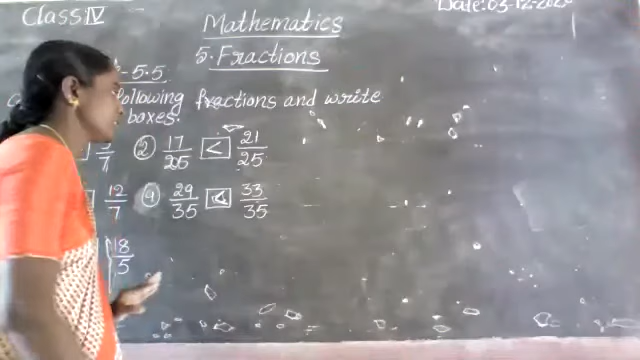 Class IV
Mathematics
Date: 03-12-202
5. Fractions
5.5
following fractions and write
boxes.
7 ② 17/25 < 21/25
12/7 ④ 29/35 < 33/35
18/5